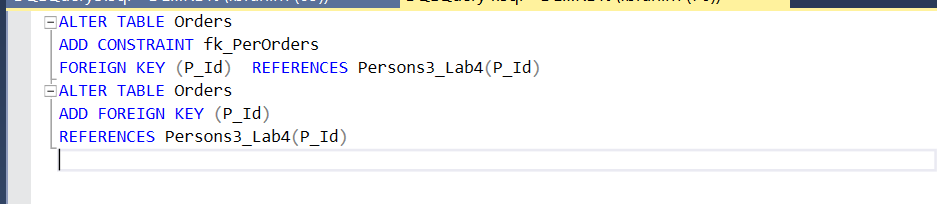 ALTER TABLE Orders
ADD CONSTRAINT fk_PerOrders
FOREIGN KEY (P_Id)  REFERENCES Persons3_Lab4(P_Id)
ALTER TABLE Orders
ADD FOREIGN KEY (P_Id)
REFERENCES Persons3_Lab4(P_Id)